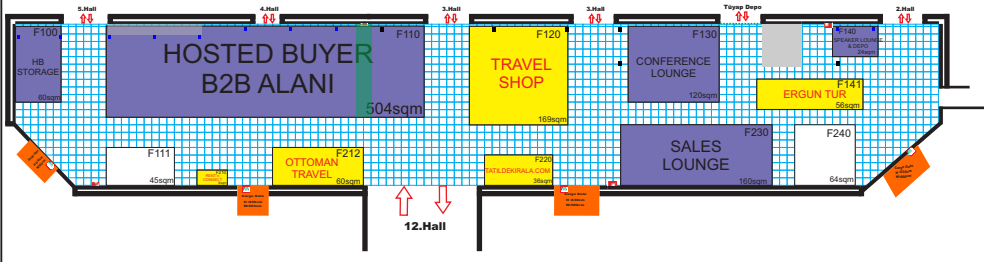 5.Hall
4.Hall
3.Hall
3.Hall
Tüyap Depo
2.Hall
F100
HB
STORAGE
60sqm
F110
HOSTED BUYER
B2B ALANI
504sqm
F120
TRAVEL
SHOP
169sqm
F130
CONFERENCE
LOUNGE
120sqm
F140
SPEAKER LOUNGE
& DEPO
24sqm
F141
ERGUN TUR
56sqm
F111
45sqm
F212
OTTOMAN
TRAVEL
60sqm
F220
TATILDEKIRALA.COM
36sqm
F230
SALES
LOUNGE
160sqm
F240
64sqm
12.Hall